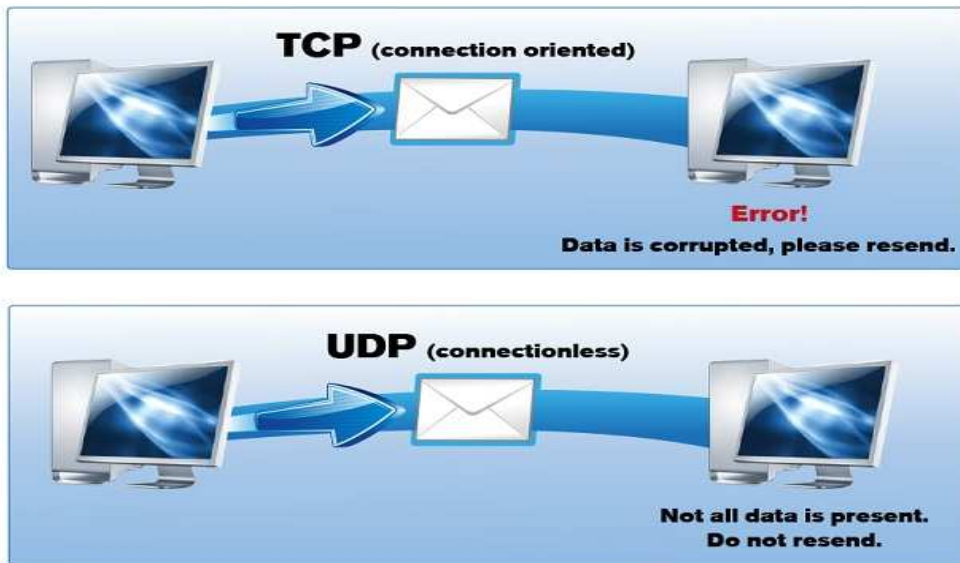 TCP (connection oriented)
Error!
Data is corrupted, please resend.
UDP (connectionless)
Not all data is present.
Do not resend.